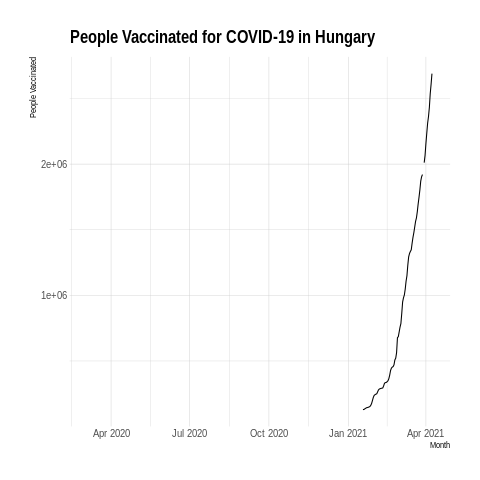 People Vaccinated for COVID-19 in Hungary
People Vaccinated
2e+06
1e+06
Apr 2020 Jul 2020 Oct 2020 Jan 2021 Apr 2021
Month